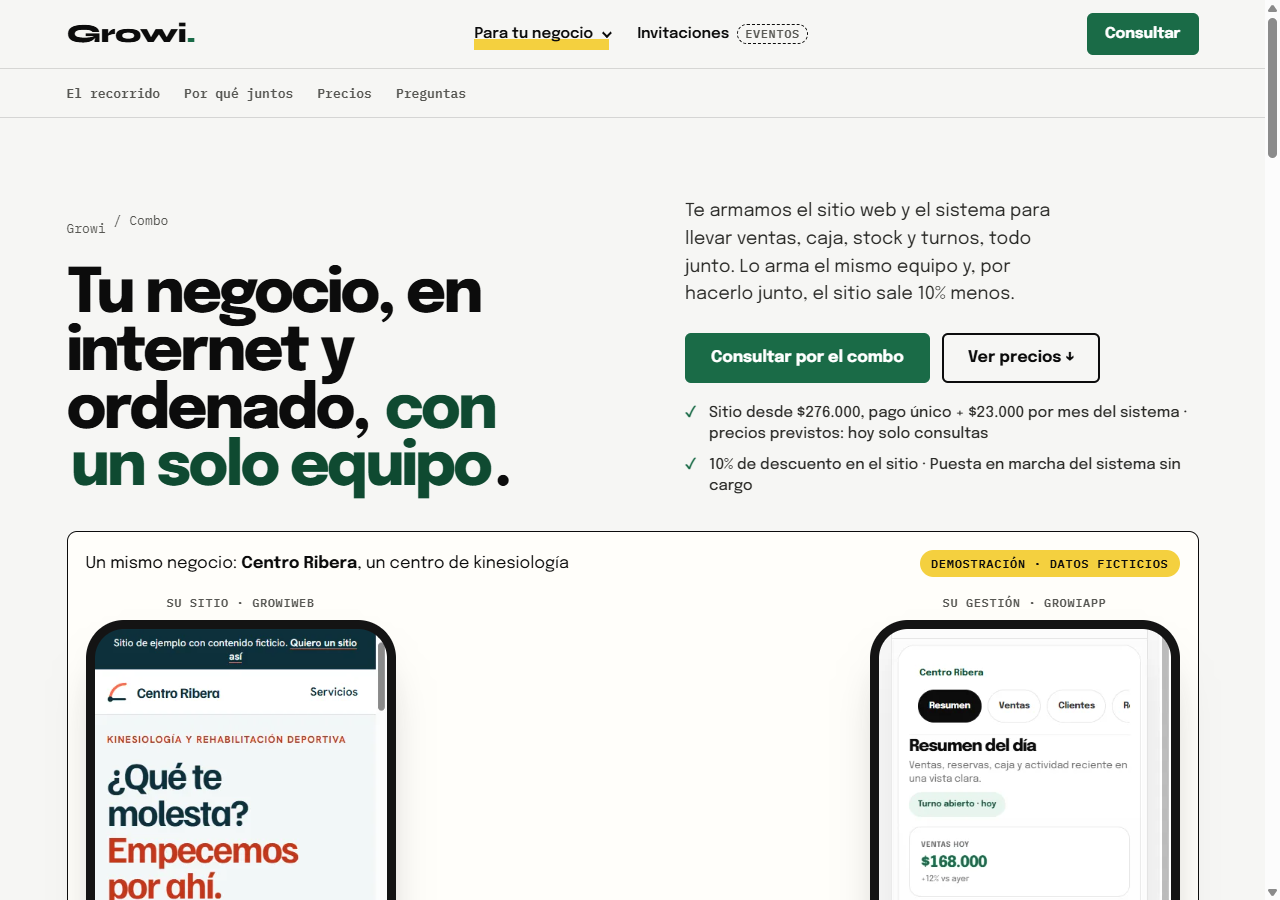 Growi.
Para tu negocio
Invitaciones EVENTOS
Consultar
El recorrido Por qué juntos Precios Preguntas
Growi / Combo
Tu negocio, en
internet y
ordenado, con
un solo equipo.
Te armamos el sitio web y el sistema para
llevar ventas, caja, stock y turnos, todo
junto. Lo arma el mismo equipo y, por
hacerlo junto, el sitio sale 10% menos.
Consultar por el combo
Ver precios ↓
✓ Sitio desde $276.000, pago único + $23.000 por mes del sistema ·
precios previstos: hoy solo consultas
✓ 10% de descuento en el sitio · Puesta en marcha del sistema sin
cargo
Un mismo negocio: Centro Ribera, un centro de kinesiología
DEMOSTRACIÓN · DATOS FICTICIOS
SU SITIO · GROWIWEB
Sitio de ejemplo con contenido ficticio. Quiero un sitio
así
Centro Ribera
Servicios
KINESIOLOGÍA Y REHABILITACIÓN DEPORTIVA
¿Qué te
molesta?
Empecemos
por ahí.
SU GESTIÓN · GROWIAPP
Centro Ribera
Resumen Ventas Clientes
Resumen del día
Ventas, reservas, caja y actividad reciente en
una vista clara.
Turno abierto · hoy
VENTAS HOY
$168.000
+12% vs ayer